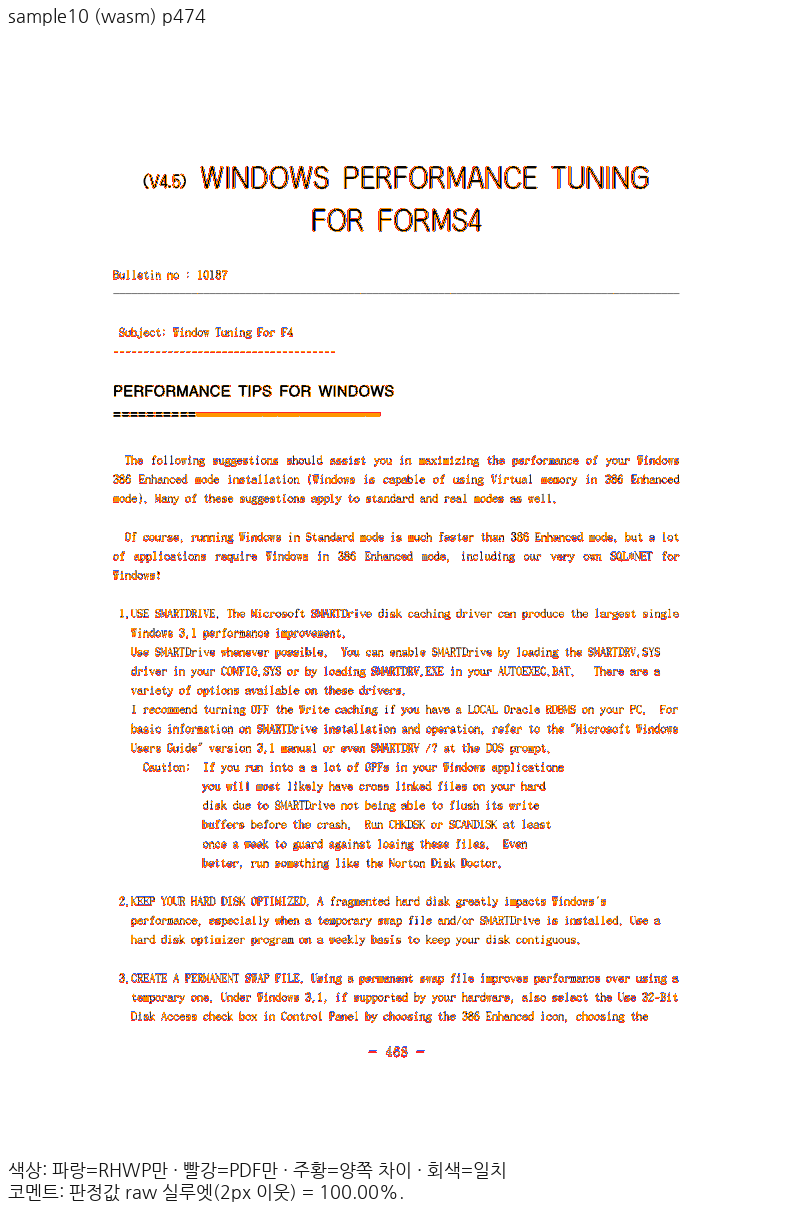 sample10 (wasm) p474
(V4.5) WINDOWS PERFORMANCE TUNING
FOR FORMS4
Bulletin no : 10187
Subject: Window Tuning For F4
-------------------------------------
PERFORMANCE TIPS FOR WINDOWS
The following suggestions should assist you in maximizing the performance of your Windows
386 Enhanced mode installation (Windows is capable of using Virtual memory in 386 Enhanced
mode). Many of these suggestions apply to standard and real modes as well.
Of course, running Windows in Standard mode is much faster than 386 Enhanced mode, but a lot
of applications require Windows in 386 Enhanced mode, including our very own SQL*NET for
Windows!
1.USE SMARTDRIVE. The Microsoft SMARTDrive disk caching driver can produce the largest single
Windows 3.1 performance improvement.
Use SMARTDrive whenever possible. You can enable SMARTDrive by loading the SMARTDRV.SYS
driver in your CONFIG.SYS or by loading SMARTDRV.EXE in your AUTOEXEC.BAT. There are a
variety of options available on these drivers.
I recommend turning OFF the Write caching if you have a LOCAL Oracle RDBMS on your PC. For
basic information on SMARTDrive installation and operation, refer to the "Microsoft Windows
Users Guide" version 3.1 manual or even SMARTDRV /? at the DOS prompt.
Caution: If you run into a a lot of GPFs in your Windows applications
you will most likely have cross linked files on your hard
disk due to SMARTDrive not being able to flush its write
buffers before the crash. Run CHKDSK or SCANDISK at least
once a week to guard against losing these files. Even
better, run something like the Norton Disk Doctor.
2.KEEP YOUR HARD DISK OPTIMIZED. A fragmented hard disk greatly impacts Windows's
performance, especially when a temporary swap file and/or SMARTDrive is installed. Use a
hard disk optimizer program on a weekly basis to keep your disk contiguous.
3.CREATE A PERMANENT SWAP FILE. Using a permanent swap file improves performance over using a
temporary one. Under Windows 3.1, if supported by your hardware, also select the Use 32-Bit
Disk Access check box in Control Panel by choosing the 386 Enhanced icon, choosing the
색상: 파랑=RHWP만 · 빨강=PDF만 · 주황=양쪽 차이 · 회색=일치
코멘트: 판정값 raw 실루엣(2px 이웃) = 100.00%.